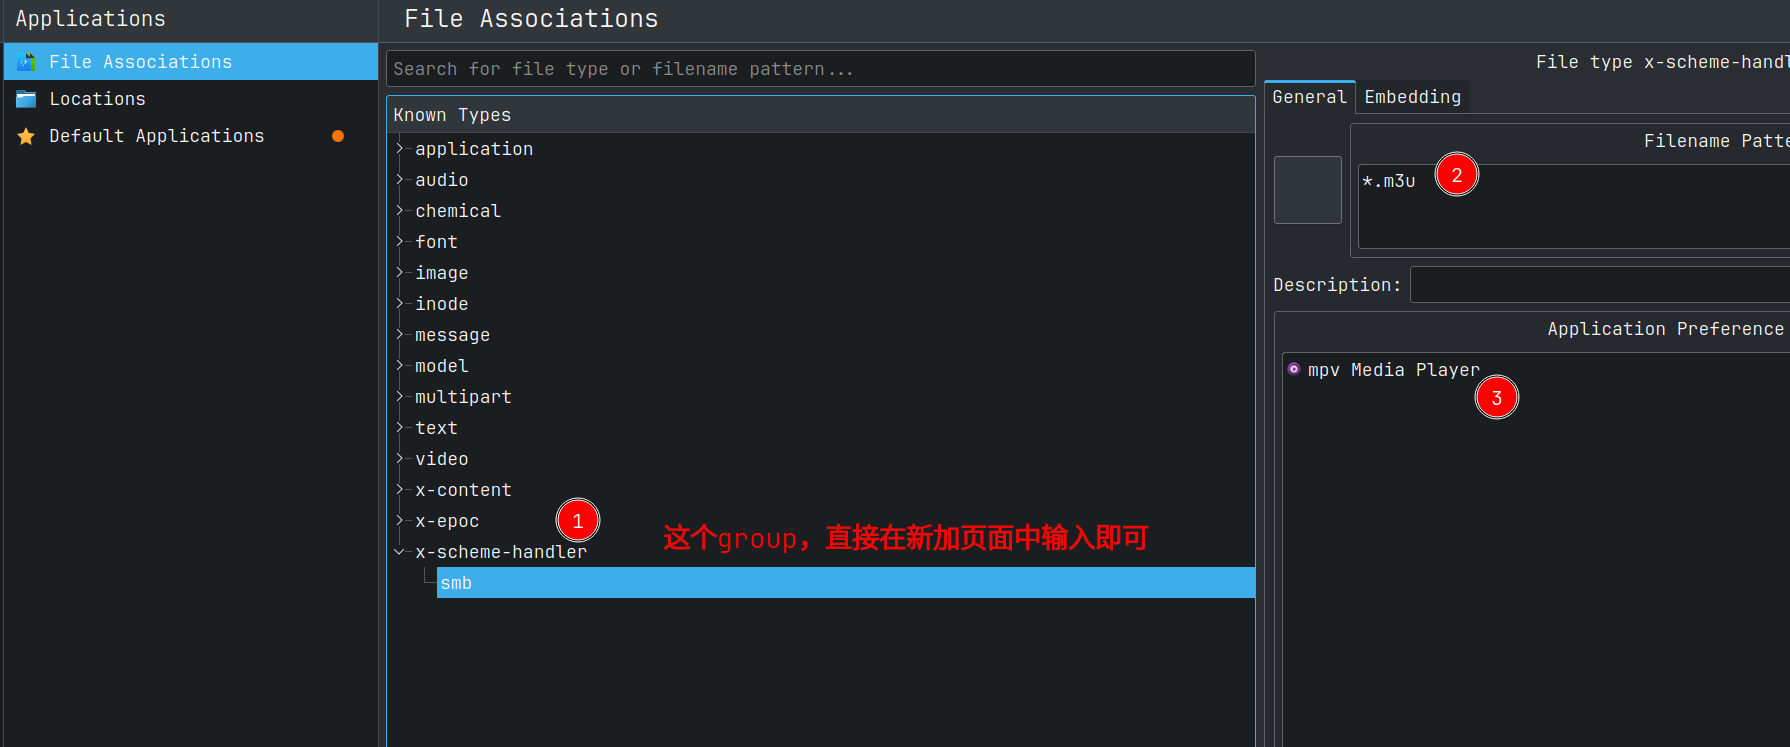 Applications
File Associations
Locations
Default Applications
File Associations
Search for file type or filename pattern...
Known Types
application
audio
chemical
font
image
inode
message
model
multipart
text
video
x-content
x-epoc
1
x-scheme-handler
这个group，直接在新加页面中输入即可
smb
File type x-scheme-handl
General
Embedding
Filename Patte
*.m3u
2
Description:
Application Preference
mpv Media Player
3